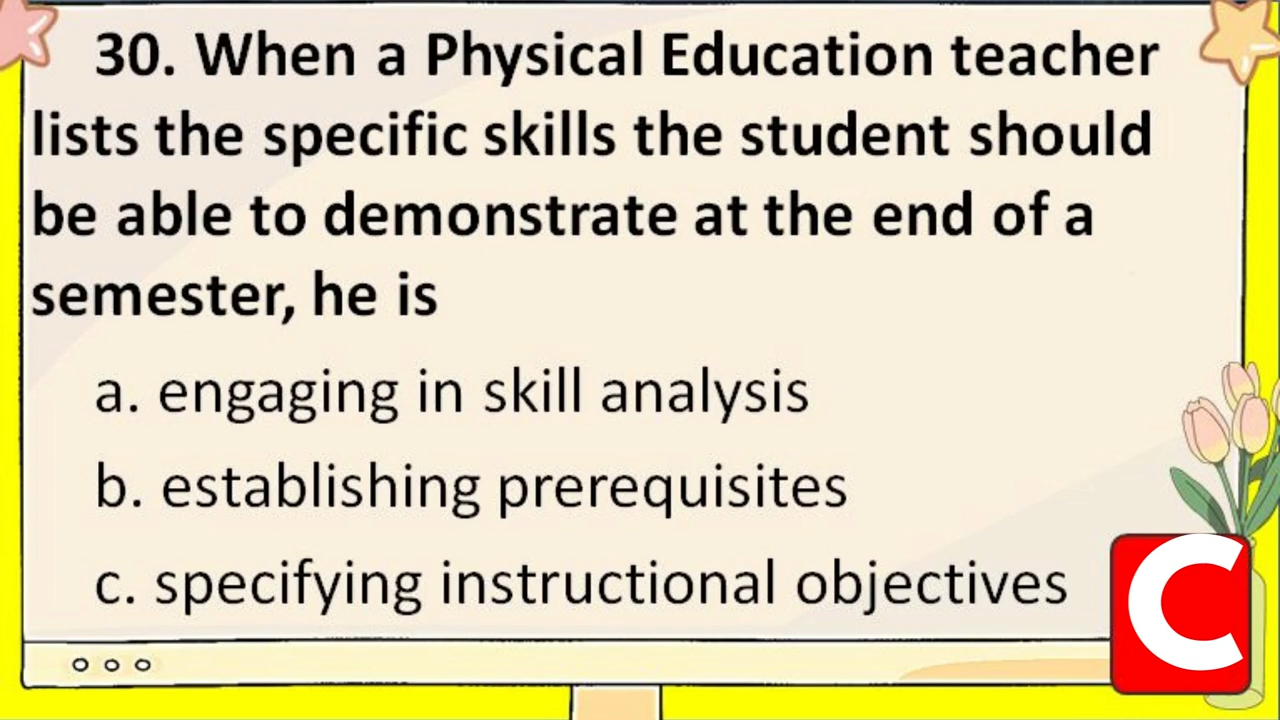 30. When a Physical Education teacher
lists the specific skills the student should
be able to demonstrate at the end of a
semester, he is
a. engaging in skill analysis
b. establishing prerequisites
c. specifying instructional objectives
C